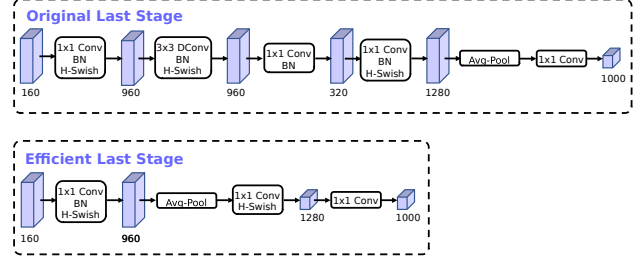 Original Last Stage
1x1 Conv
BN
H-Swish
3x3 DConv
BN
H-Swish
1x1 Conv
BN
1x1 Conv
BN
H-Swish
Avg-Pool
1x1 Conv
160
960
960
320
1280
1000
Efficient Last Stage
1x1 Conv
BN
H-Swish
Avg-Pool
1x1 Conv
H-Swish
1x1 Conv
160
960
1280
1000